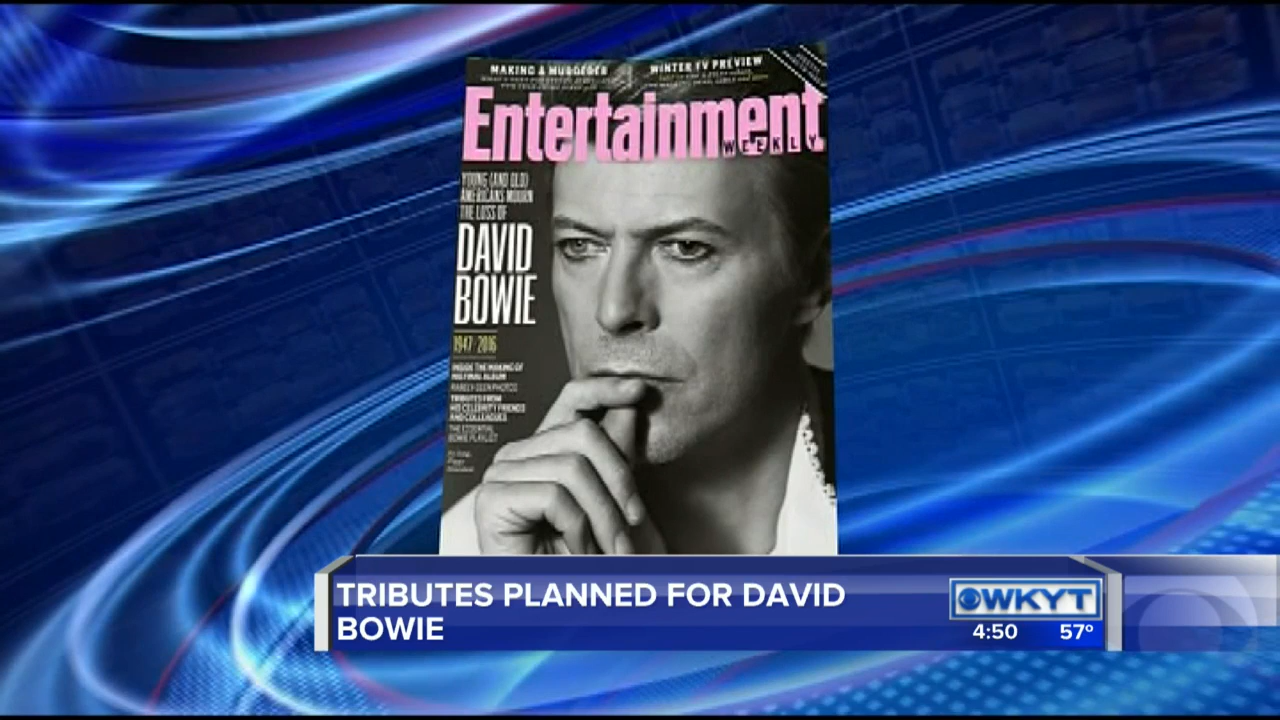 MAKING A MURDERER
WINTER TV PREVIEW
Entertainment
WEEKLY
YOUNG (AND OLD)
AMERICANS MOURN
THE LOSS OF
DAVID
BOWIE
1947-2016
INSIDE THE MAKING OF
HIS FINAL ALBUM
RARELY SEEN PHOTOS
TRIBUTES FROM
HIS CELEBRITY FRIENDS
AND COLLEAGUES
THE ESSENTIAL
BOWIE PLAYLIST
TRIBUTES PLANNED FOR DAVID
BOWIE
WKYT
4:50 57°